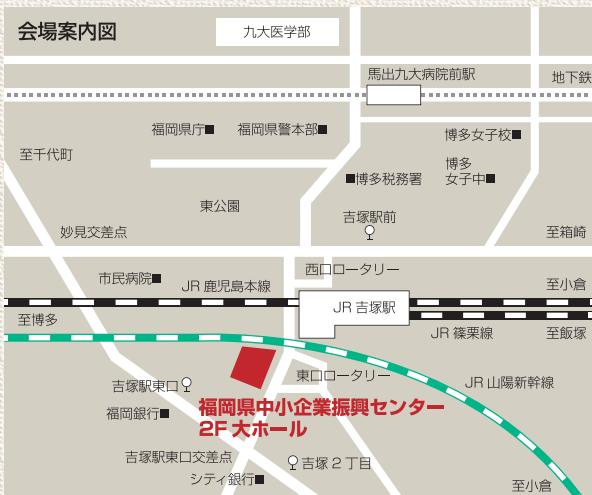 会場案内図
九大医学部
馬出九大病院前駅
地下鉄
福岡県庁
福岡県警本部
博多女子校
至千代町
博多
女子中
博多税務署
東公園
吉塚駅前
妙見交差点
至箱崎
西口ロータリー
市民病院
JR 鹿児島本線
至小倉
JR 吉塚駅
至博多
JR 篠栗線
至飯塚
東口ロータリー
JR 山陽新幹線
吉塚駅東口
福岡県中小企業振興センター
2F 大ホール
福岡銀行
吉塚駅東口交差点
吉塚2丁目
シティ銀行
至小倉